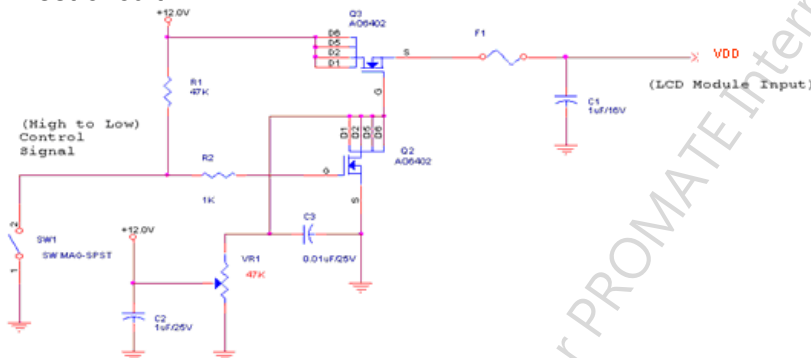 +12.0V
Q3
AO6402
D6
D5
D2
D1
S
G
F1
VDD
(LCD Module Input)
C1
1uF/16V
R1
47K
(High to Low)
Control
Signal
R2
1K
D1
D2
D5
D6
Q2
AO6402
G
S
2
SW1
SW MAG-SPST
1
+12.0V
VR1
47K
C3
0.01uF/25V
C2
1uF/25V
r PROMATE Intern